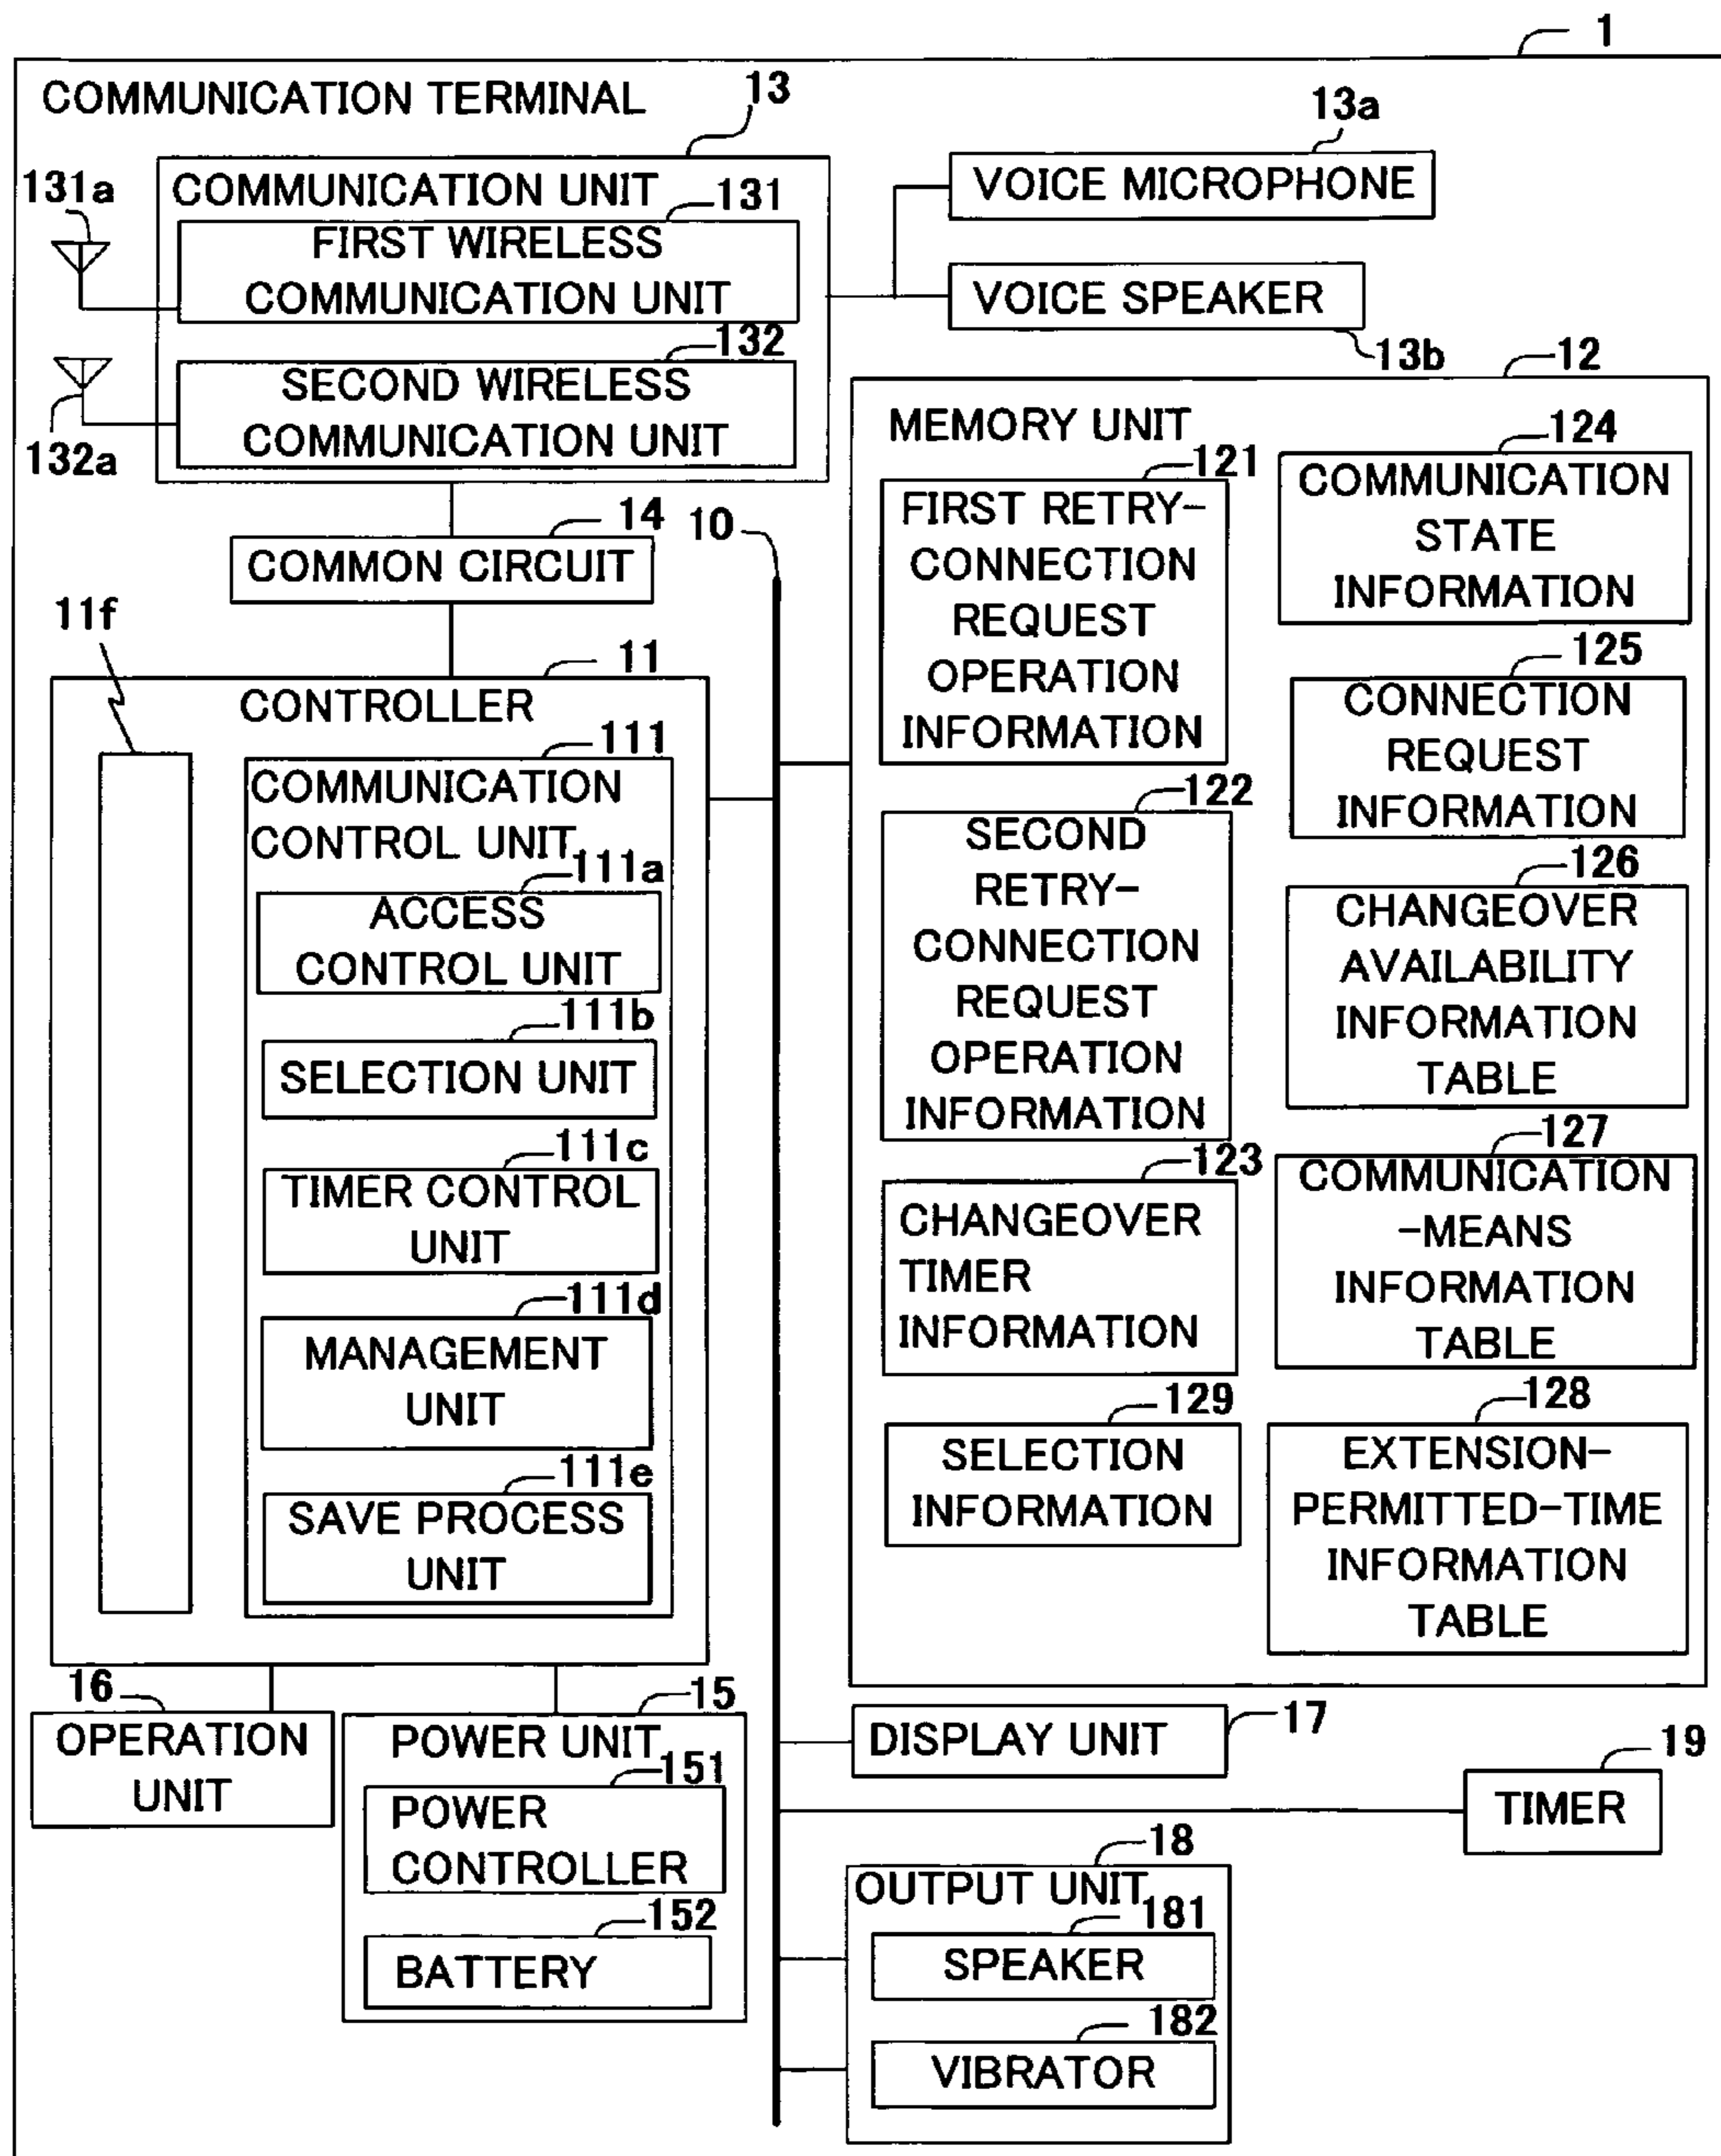 1
COMMUNICATION TERMINAL
13
13a
131a
COMMUNICATION UNIT
131
VOICE MICROPHONE
FIRST WIRELESS
COMMUNICATION UNIT
VOICE SPEAKER
13b
132
SECOND WIRELESS
COMMUNICATION UNIT
132a
12
MEMORY UNIT
121
FIRST RETRY-
CONNECTION
REQUEST
OPERATION
INFORMATION
124
COMMUNICATION
STATE
INFORMATION
14
COMMON CIRCUIT
10
11f
11
CONTROLLER
125
CONNECTION
REQUEST
INFORMATION
111
COMMUNICATION
CONTROL UNIT
111a
ACCESS
CONTROL UNIT
122
SECOND
RETRY-
CONNECTION
REQUEST
OPERATION
INFORMATION
126
CHANGEOVER
AVAILABILITY
INFORMATION
TABLE
111b
SELECTION UNIT
111c
TIMER CONTROL
UNIT
123
CHANGEOVER
TIMER
INFORMATION
127
COMMUNICATION
-MEANS
INFORMATION
TABLE
111d
MANAGEMENT
UNIT
129
SELECTION
INFORMATION
128
EXTENSION-
PERMITTED-TIME
INFORMATION
TABLE
111e
SAVE PROCESS
UNIT
16
OPERATION
UNIT
15
POWER UNIT
151
POWER
CONTROLLER
152
BATTERY
DISPLAY UNIT
17
19
TIMER
18
OUTPUT UNIT
181
SPEAKER
182
VIBRATOR